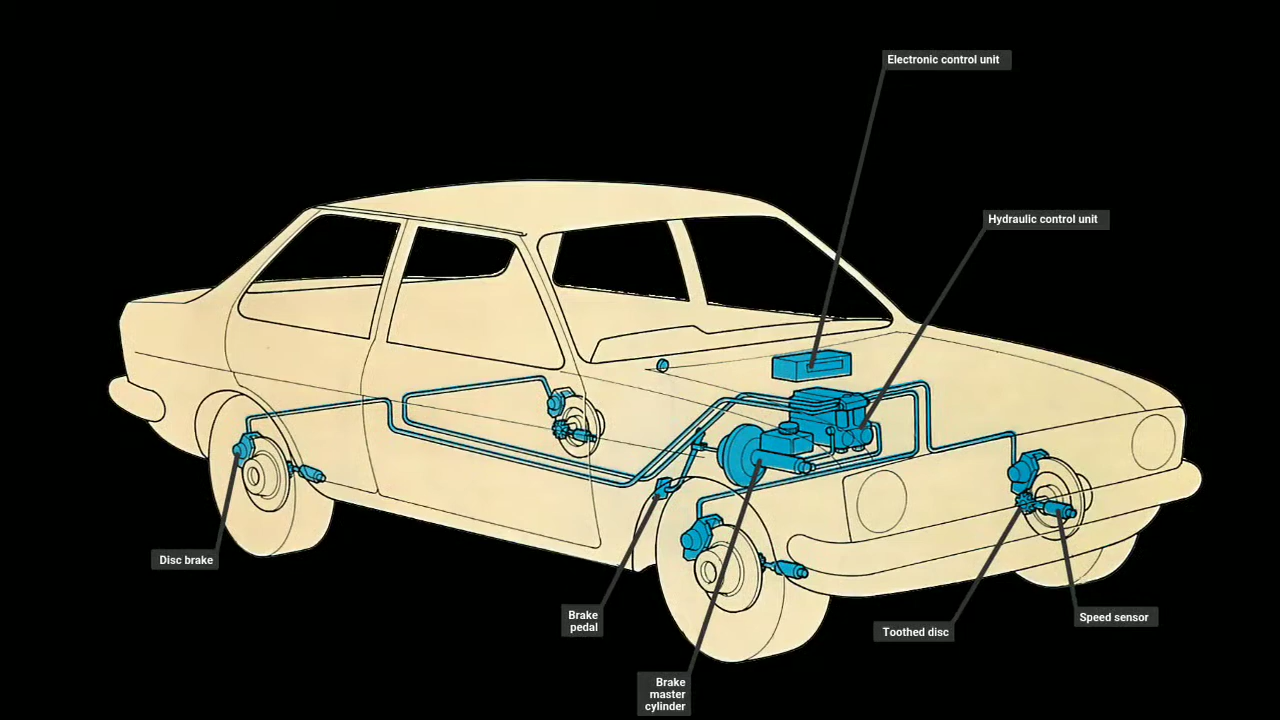 Electronic control unit
Hydraulic control unit
Disc brake
Brake
pedal
Toothed disc
Speed sensor
Brake
master
cylinder